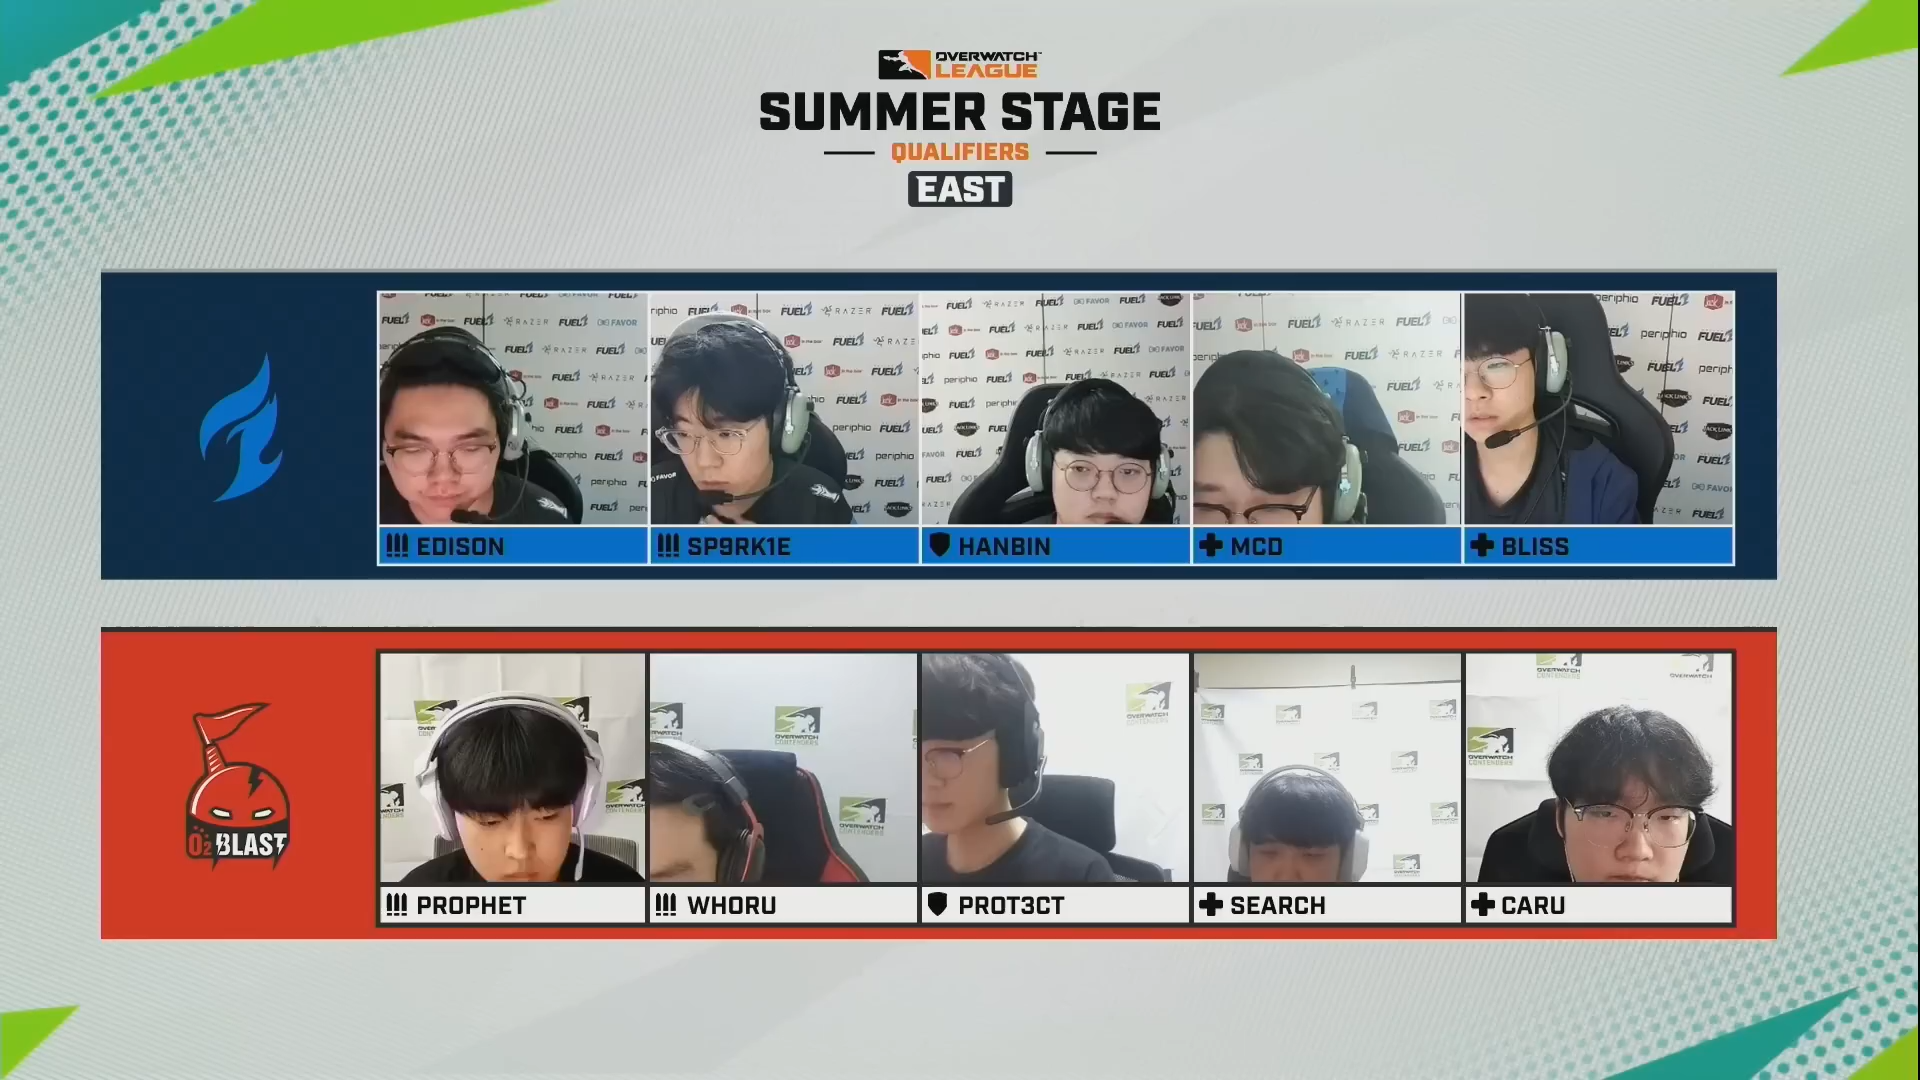 OVERWATCH
LEAGUE
SUMMER STAGE
QUALIFIERS
EAST
EDISON
SP9RK1E
HANBIN
MCD
BLISS
O2 BLAST
PROPHET
WHORU
PROT3CT
SEARCH
CARU